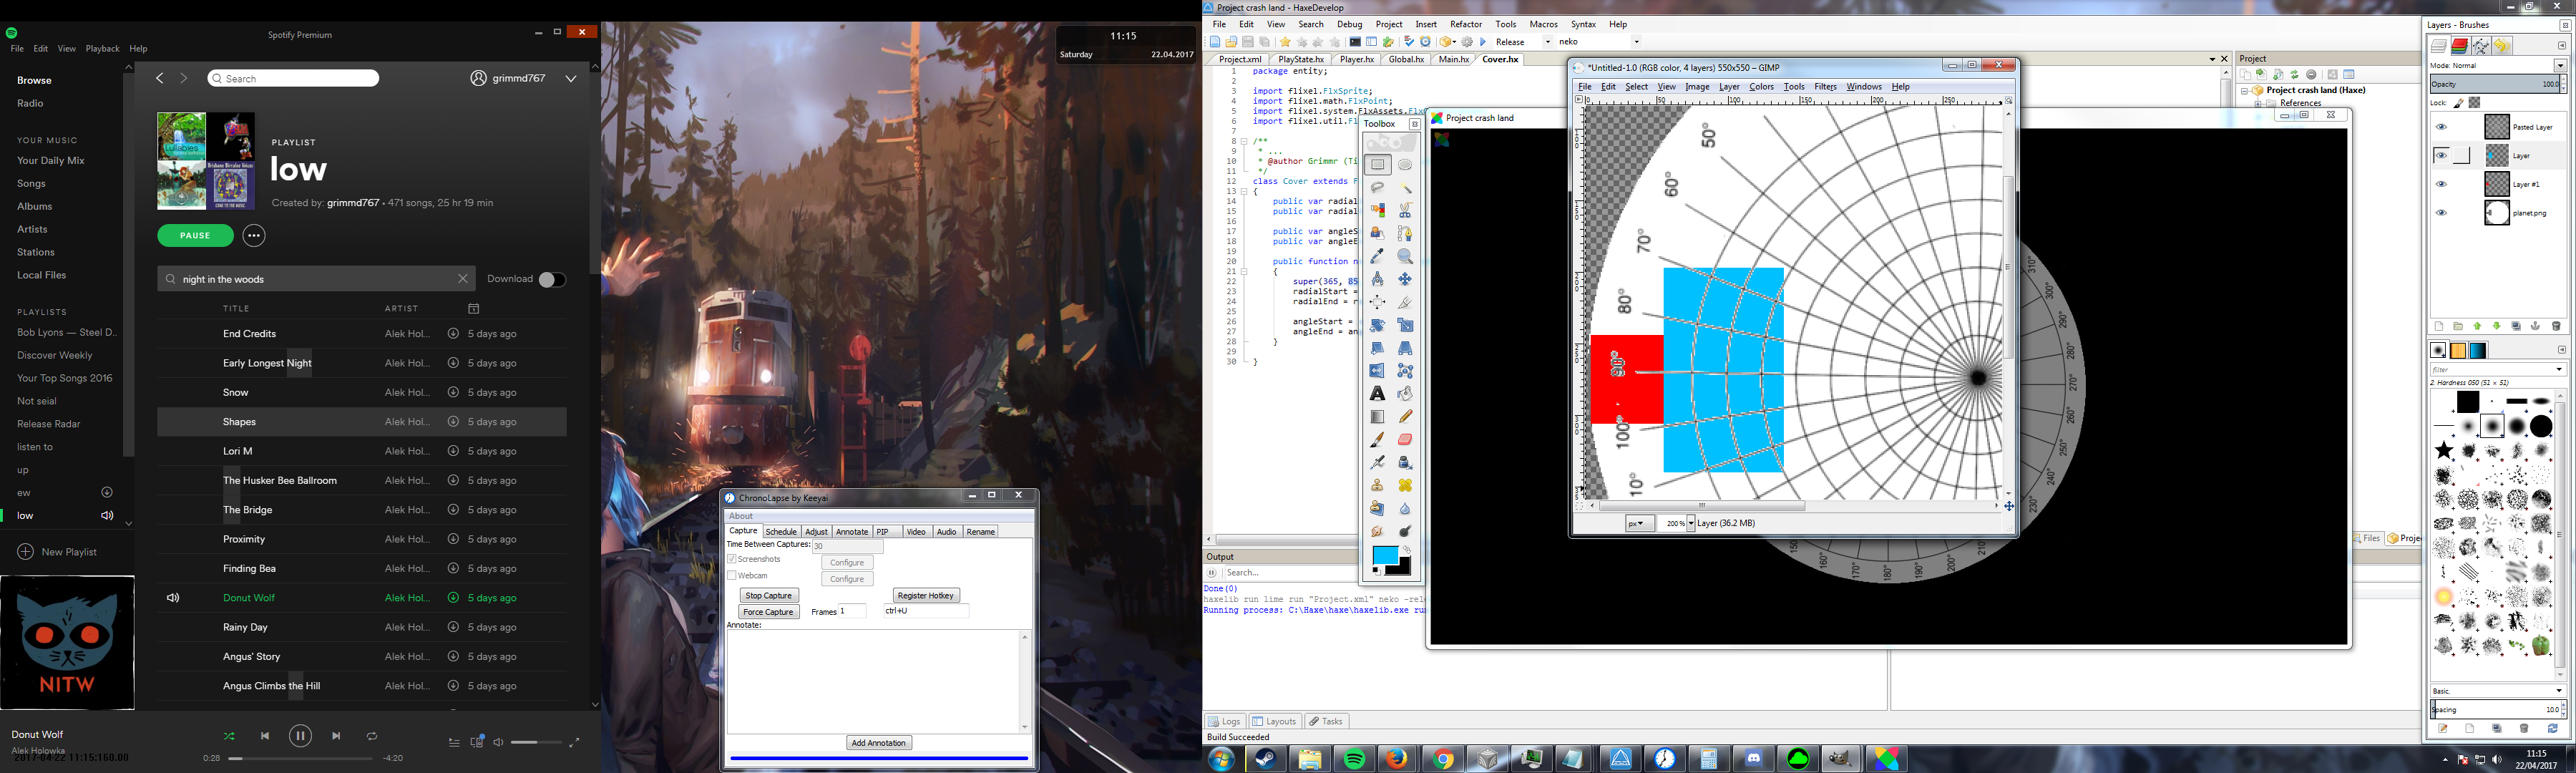 Spotify Premium
File Edit View Playback Help
Browse
Radio
YOUR MUSIC
Your Daily Mix
Songs
Albums
Artists
Stations
Local Files
PLAYLISTS
Bob Lyons — Steel D..
Discover Weekly
Your Top Songs 2016
Not seial
Release Radar
listen to
up
ew
low
New Playlist
NITW
Search
grimmd767
PLAYLIST
low
Created by: grimmd767 • 471 songs, 25 hr 19 min
PAUSE
night in the woods
Download
TITLE ARTIST
End Credits Alek Hol... 5 days ago
Early Longest Night Alek Hol... 5 days ago
Snow Alek Hol... 5 days ago
Shapes Alek Hol... 5 days ago
Lori M Alek Hol... 5 days ago
The Husker Bee Ballroom Alek Hol... 5 days ago
The Bridge Alek Hol... 5 days ago
Proximity Alek Hol... 5 days ago
Finding Bea Alek Hol... 5 days ago
Donut Wolf Alek Hol... 5 days ago
Rainy Day Alek Hol... 5 days ago
Angus' Story Alek Hol... 5 days ago
Angus Climbs the Hill Alek Hol... 5 days ago
Donut Wolf
Alek Holowka
2017-04-22 11:15:160.00
0:28 -4:20
11:15
Saturday 22.04.2017
ChronoLapse by Keeyai
About
Capture Schedule Adjust Annotate PIP Video Audio Rename
Time Between Captures: 30
Screenshots Configure
Webcam Configure
Stop Capture Register Hotkey
Force Capture Frames 1 ctrl+U
Annotate:
Add Annotation
Project crash land - HaxeDevelop
File Edit View Search Debug Project Insert Refactor Tools Macros Syntax Help
Release neko
Project.xml PlayState.hx Player.hx Global.hx Main.hx Cover.hx
1 package entity;
2
3 import flixel.FlxSprite;
4 import flixel.math.FlxPoint;
5 import flixel.system.FlxAssets.Flx
6 import flixel.util.Fl
7
8 /**
9 * ...
10 * @author Grimmr (Ti
11 */
12 class Cover extends F
13 {
14 public var radial
15 public var radial
16
17 public var angleS
18 public var angleE
19
20 public function n
21 {
22 super(365, 85
23 radialStart =
24 radialEnd = r
25
26 angleStart =
27 angleEnd = an
28 }
29
30 }
Output
Search...
Done(0)
haxelib run lime run "Project.xml" neko -rele
Running process: C:\Haxe\haxe\haxelib.exe run
Logs Layouts Tasks
Build Succeeded
Project
Project crash land (Haxe)
References
Files Projec
Toolbox
Project crash land
*Untitled-1.0 (RGB color, 4 layers) 550x550 – GIMP
File Edit Select View Image Layer Colors Tools Filters Windows Help
0 50 100 150 200 250
50°
60°
70°
80°
90°
100°
10°
px 200 % Layer (36.2 MB)
310°
300°
290°
280°
270°
260°
250°
240°
230°
210°
200°
190°
180°
170°
160°
Layers - Brushes
Mode: Normal
Opacity 100.0
Lock:
Pasted Layer
Layer
Layer #1
planet.png
filter
2. Hardness 050 (51 × 51)
Basic,
Spacing 10.0
11:15
22/04/2017